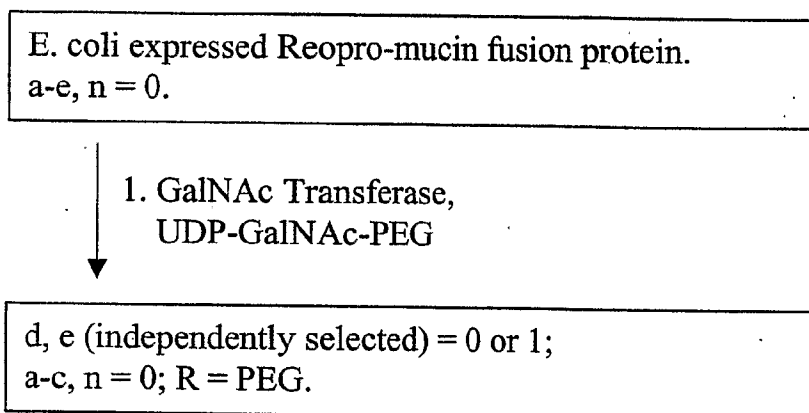 E. coli expressed Reopro-mucin fusion protein.
a-e, n = 0.
1. GalNAc Transferase,
UDP-GalNAc-PEG
d, e (independently selected) = 0 or 1;
a-c, n = 0; R = PEG.